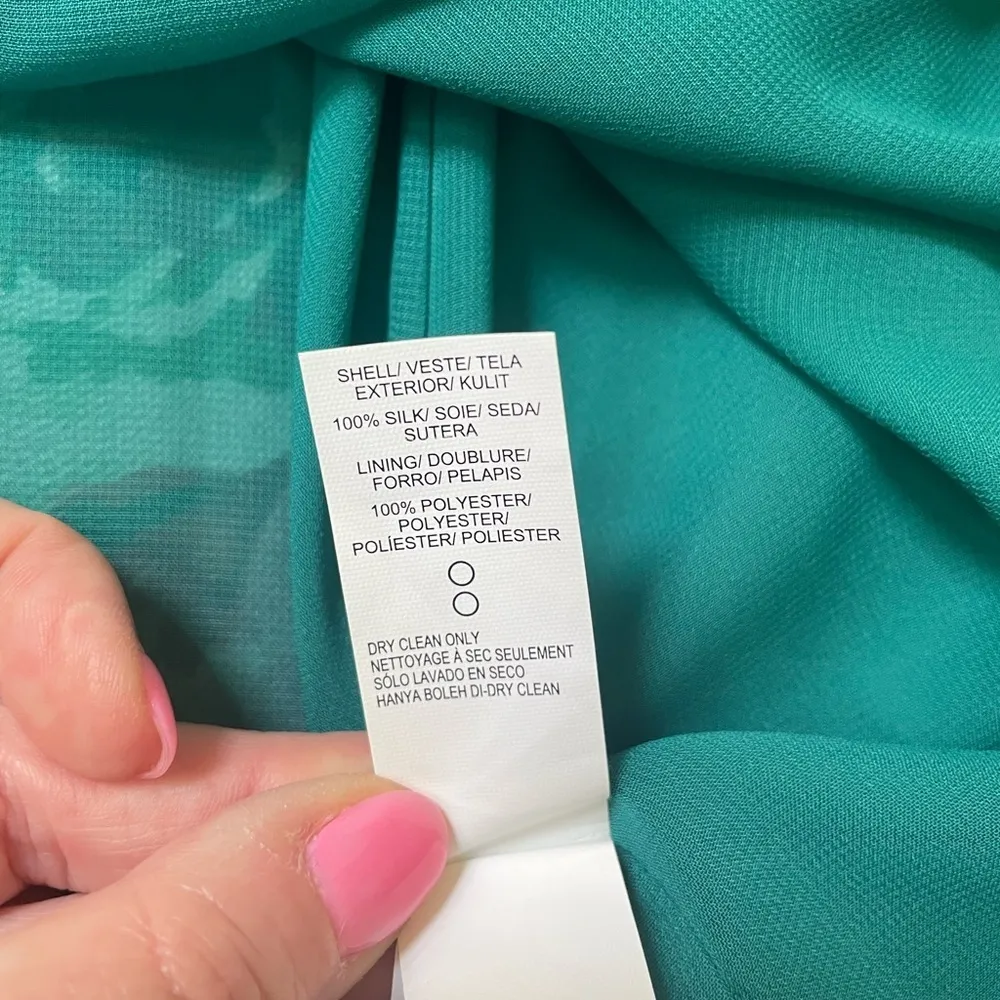 SHELL/ VESTE/ TELA
EXTERIOR/ KULIT
100% SILK/ SOIE/ SEDA/
SUTERA
LINING/ DOUBLURE/
FORRO/ PELAPIS
100% POLYESTER/
POLYESTER/
POLÍESTER/ POLIESTER
DRY CLEAN ONLY
NETTOYAGE À SEC SEULEMENT
SÓLO LAVADO EN SECO
HANYA BOLEH DI-DRY CLEAN